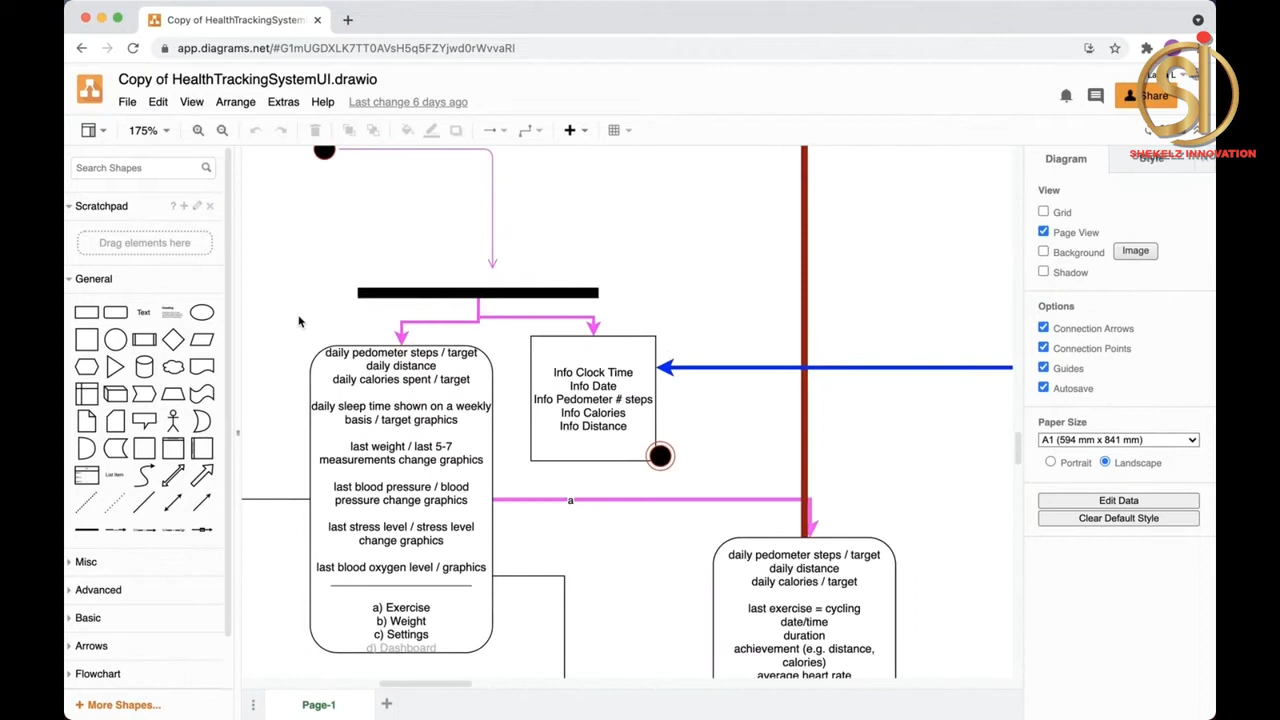 Copy of HealthTrackingSystem
app.diagrams.net/#G1mUGDXLK7TT0AVsH5q5FZYjwd0rWvvaRI
Copy of HealthTrackingSystemUI.drawio
File Edit View Arrange Extras Help Last change 6 days ago
Share
SHEKELZ INNOVATION
175%
Search Shapes
Scratchpad
Drag elements here
General
Text
Heading
List Item
Misc
Advanced
Basic
Arrows
Flowchart
+ More Shapes...
daily pedometer steps / target
daily distance
daily calories spent / target
daily sleep time shown on a weekly
basis / target graphics
last weight / last 5-7
measurements change graphics
last blood pressure / blood
pressure change graphics
last stress level / stress level
change graphics
last blood oxygen level / graphics
a) Exercise
b) Weight
c) Settings
d) Dashboard
Info Clock Time
Info Date
Info Pedometer # steps
Info Calories
Info Distance
a
daily pedometer steps / target
daily distance
daily calories / target
last exercise = cycling
date/time
duration
achievement (e.g. distance,
calories)
average heart rate
Diagram
Style
View
Grid
Page View
Background
Image
Shadow
Options
Connection Arrows
Connection Points
Guides
Autosave
Paper Size
A1 (594 mm x 841 mm)
Portrait Landscape
Edit Data
Clear Default Style
Page-1